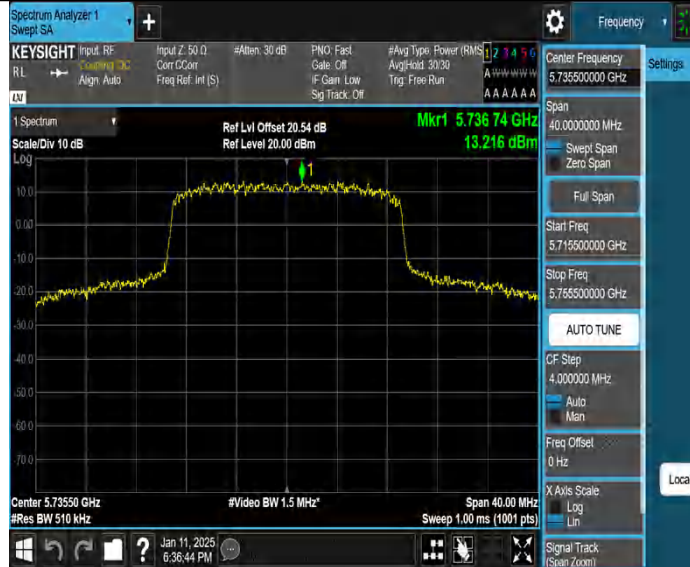 Spectrum Analyzer 1
Swept SA
+
Frequency
KEYSIGHT
RL
Input: RF
Coupling: DC
Align: Auto
Input Z: 50 Ω
Corr CCorr
Freq Ref: Int (S)
#Atten: 30 dB
PNO: Fast
Gate: Off
IF Gain: Low
Sig Track: Off
#Avg Type: Power (RMS
Avg|Hold: 30/30
Trig: Free Run
1 2 3 4 5 6
A W W W W W
A A A A A A
LXI
1 Spectrum
Scale/Div 10 dB
Ref Lvl Offset 20.54 dB
Ref Level 20.00 dBm
Mkr1 5.736 74 GHz
13.216 dBm
Log
1
10.0
0.00
-30.0
-40.0
-50.0
-60.0
-70.0
Center 5.73550 GHz
#Res BW 510 kHz
#Video BW 1.5 MHz*
Span 40.00 MHz
Sweep 1.00 ms (1001 pts)
?
Jan 11, 2025
6:36:44 PM
Center Frequency
5.735500000 GHz
Span
40.0000000 MHz
Swept Span
Zero Span
Full Span
Start Freq
5.715500000 GHz
Stop Freq
5.755500000 GHz
AUTO TUNE
CF Step
4.000000 MHz
Auto
Man
Freq Offset
0 Hz
X Axis Scale
Log
Lin
Signal Track
(Span Zoom)
Settings
Loca